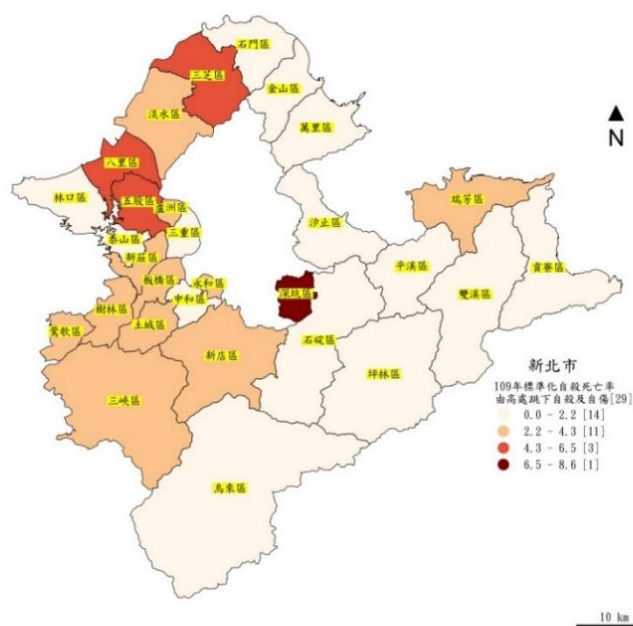 石門區
三芝區
金山區
淡水區
萬里區
八里區
林口區
五股區
蘆洲區
瑞芳區
三重區
汐止區
泰山區
新莊區
平溪區
貢寮區
板橋區
永和區
深坑區
雙溪區
中和區
樹林區
土城區
鶯歌區
石碇區
新店區
坪林區
三峽區
烏來區
N
新北市
109年標準化自殺死亡率
由高處跳下自殺及自傷[29]
0.0 - 2.2 [14]
2.2 - 4.3 [11]
4.3 - 6.5 [3]
6.5 - 8.6 [1]
10 km